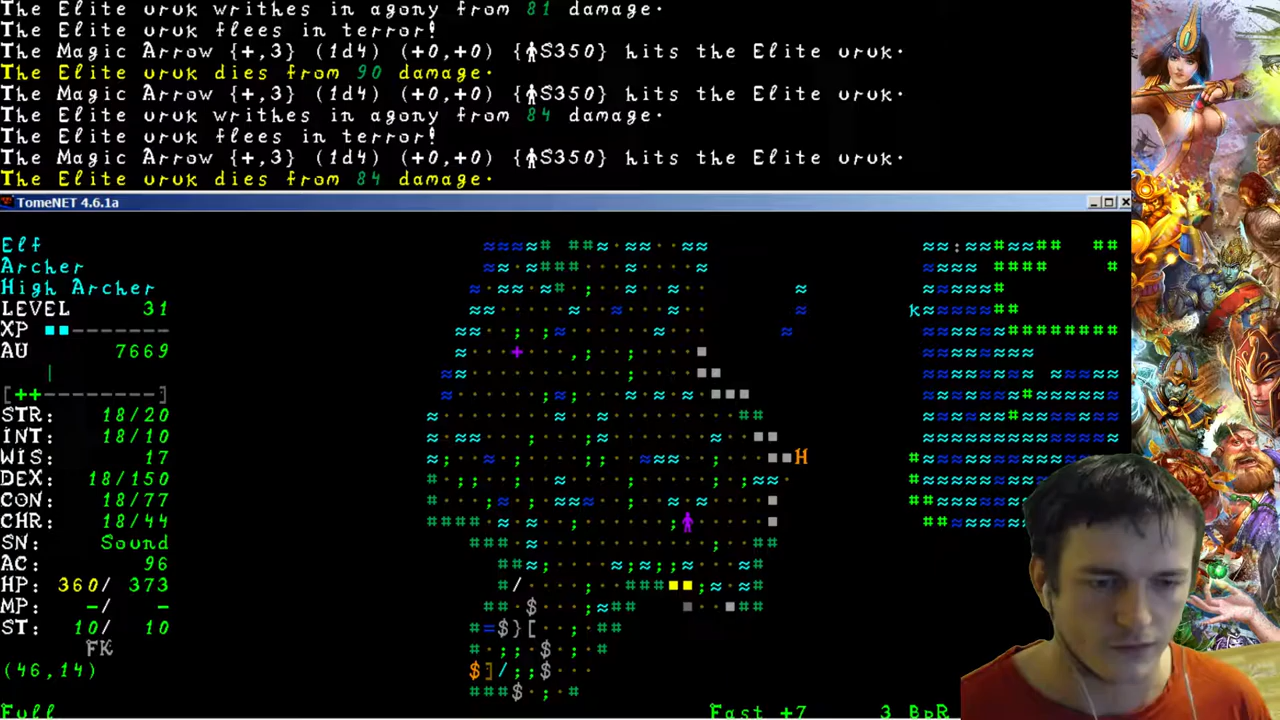 The Elite uruk writhes in agony from 81 damage.
The Elite uruk flees in terror!
The Magic Arrow {+,3} (1d4) (+0,+0) {S350} hits the Elite uruk.
The Elite uruk dies from 90 damage.
The Magic Arrow {+,3} (1d4) (+0,+0) {S350} hits the Elite uruk.
The Elite uruk writhes in agony from 84 damage.
The Elite uruk flees in terror!
The Magic Arrow {+,3} (1d4) (+0,+0) {S350} hits the Elite uruk.
The Elite uruk dies from 84 damage.
TomeNET 4.6.1a
Elf
Archer
High Archer
LEVEL 31
XP
AU 7669
[++---------]
STR: 18/20
INT: 18/10
WIS: 17
DEX: 18/150
CON: 18/77
CHR: 18/44
SN: Sound
AC: 96
HP: 360/ 373
MP: -/ -
ST: 10/ 10
FK
(46,14)
Full Fast +7 3 BpR
k
H